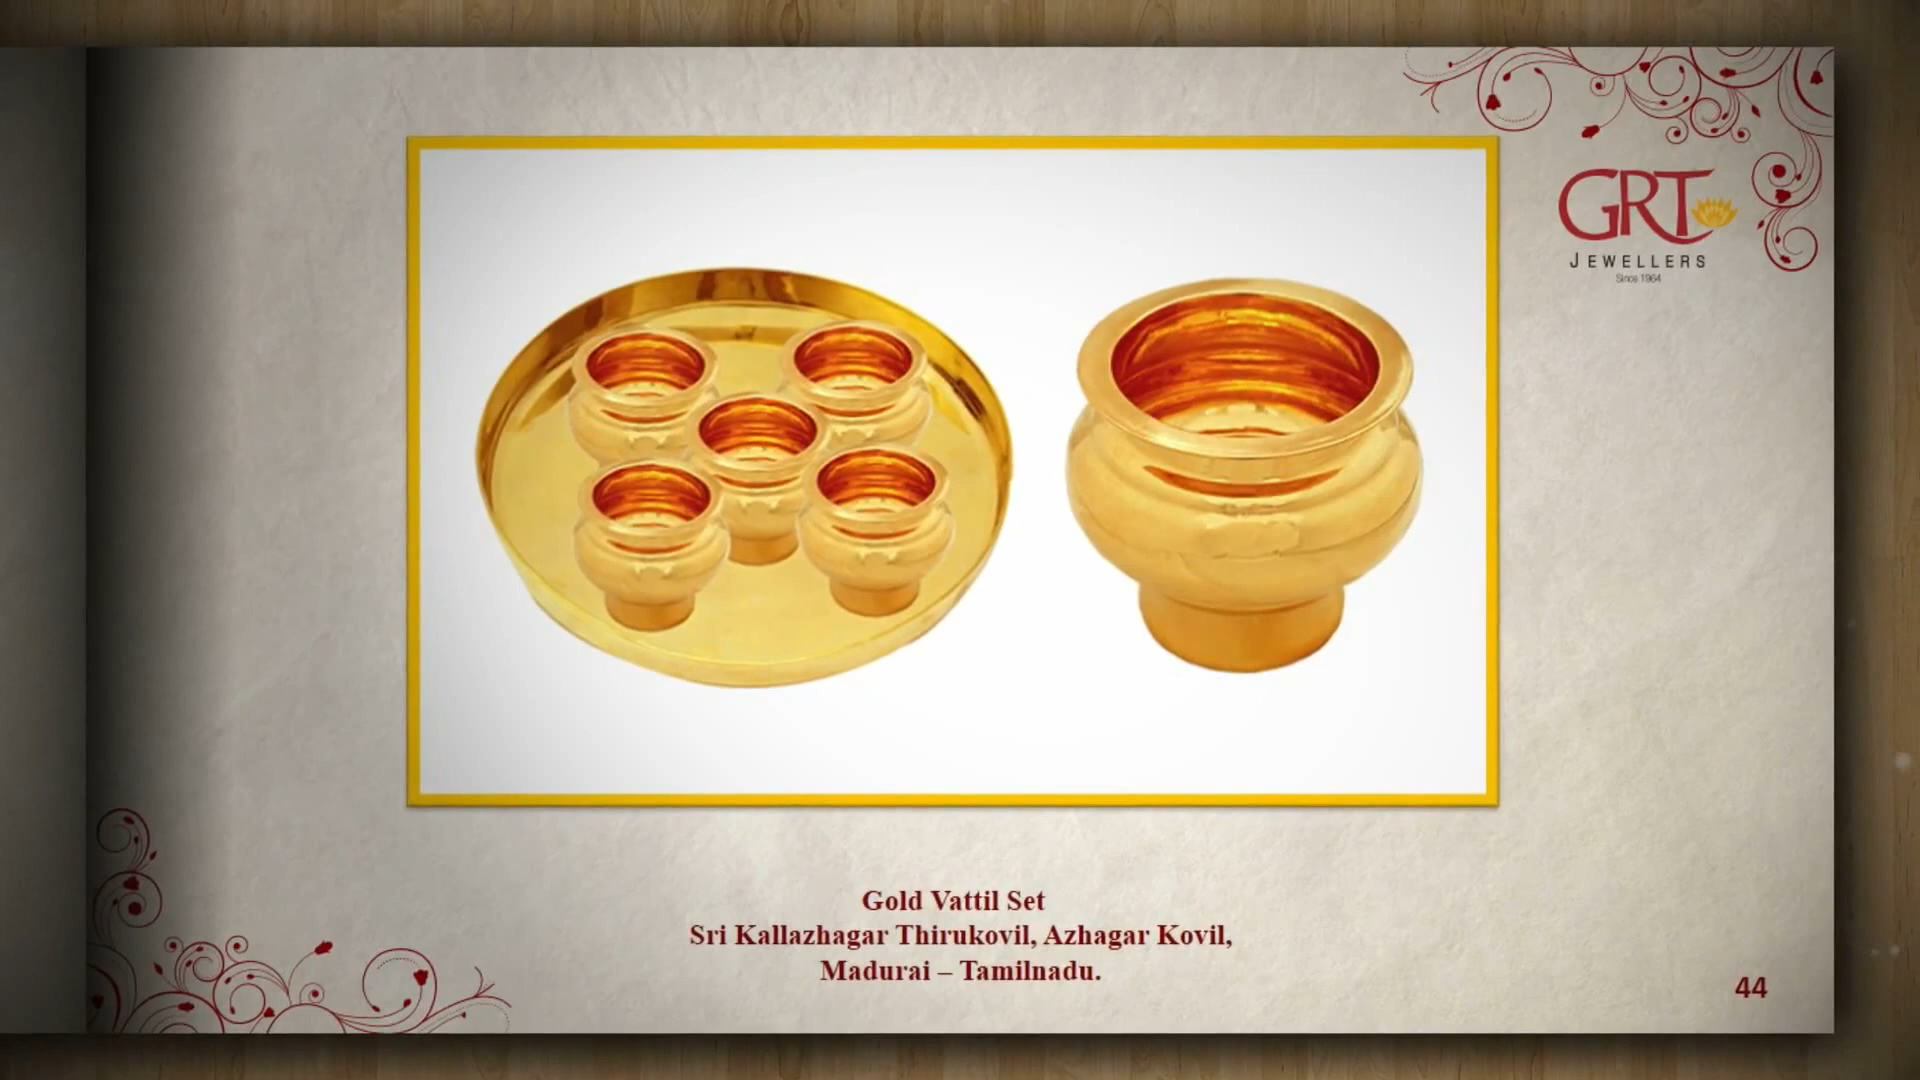 GRT
JEWELLERS
Since 1964
Gold Vattil Set
Sri Kallazhagar Thirukovil, Azhagar Kovil,
Madurai – Tamilnadu.
44